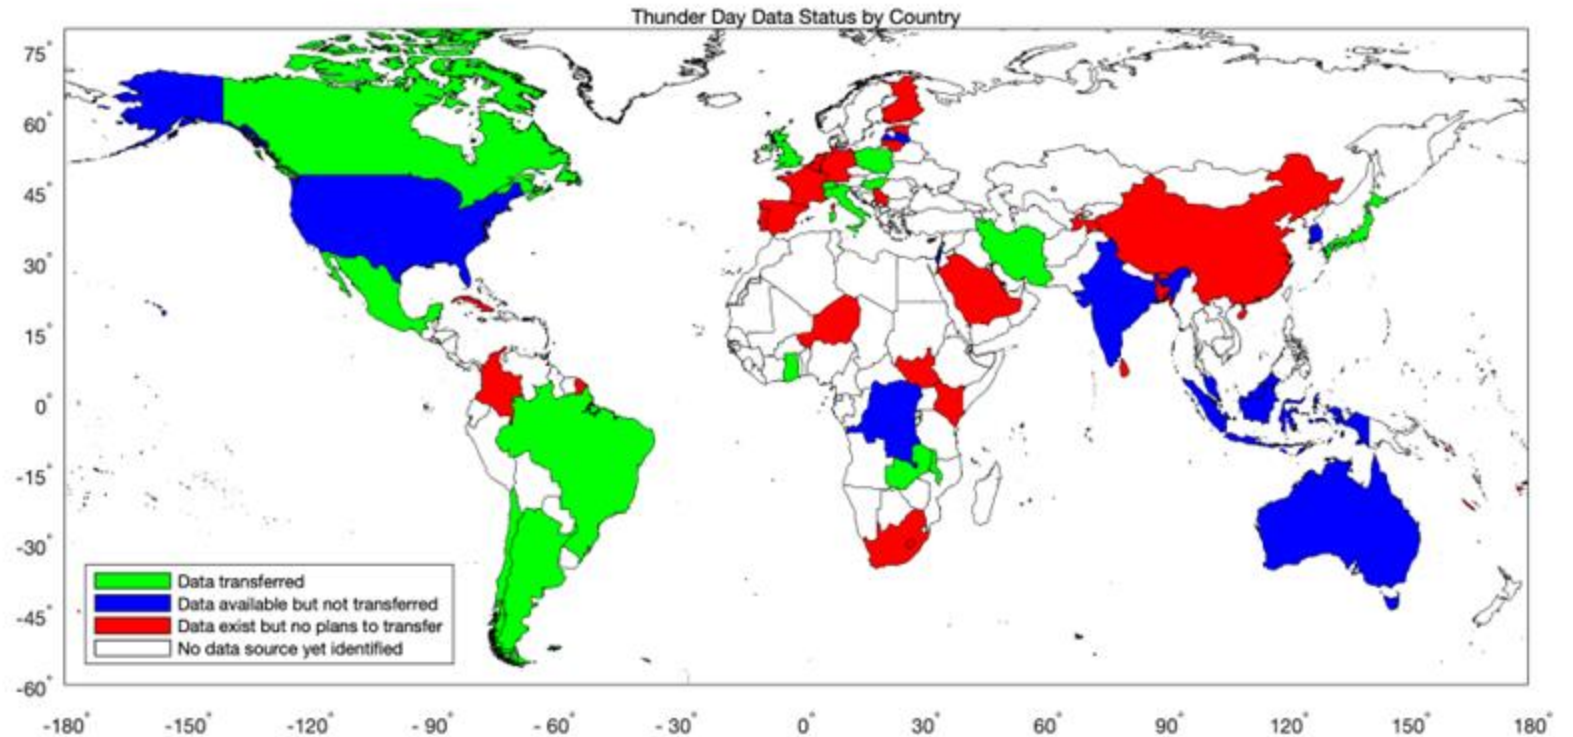 Thunder Day Data Status by Country
75°
60°
45°
30°
15°
0°
-15°
-30°
-45°
-60°
Data transferred
Data available but not transferred
Data exist but no plans to transfer
No data source yet identified
-180° -150° -120° - 90° - 60° - 30° 0° 30° 60° 90° 120° 150° 180°